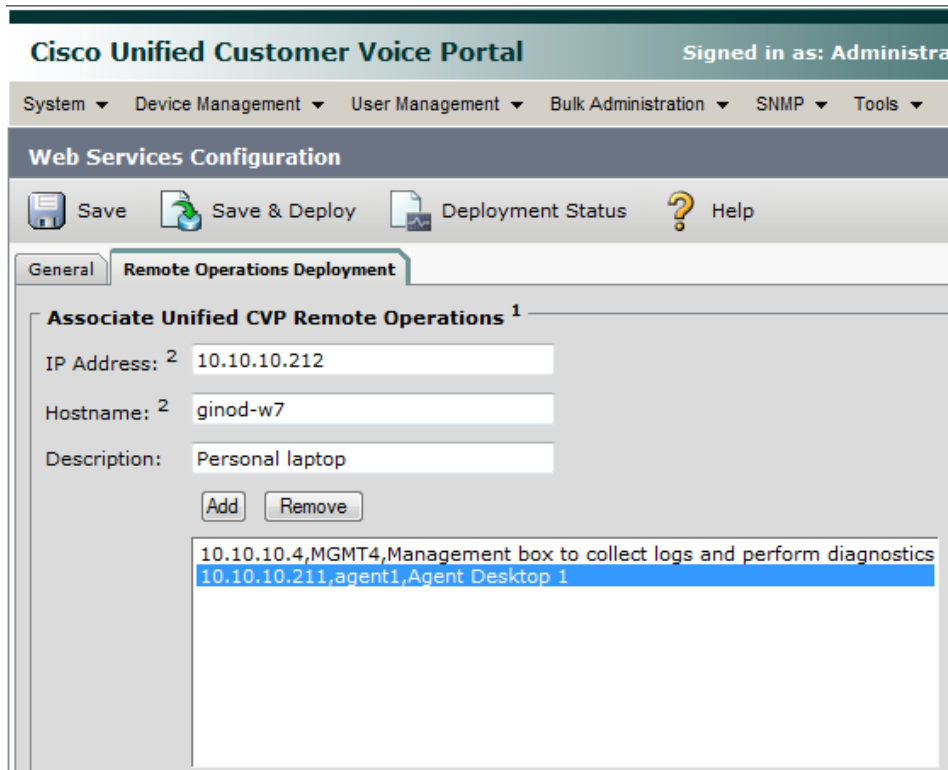 Cisco Unified Customer Voice Portal Signed in as: Administra
System Device Management User Management Bulk Administration SNMP Tools
Web Services Configuration
Save Save & Deploy Deployment Status Help
General Remote Operations Deployment
Associate Unified CVP Remote Operations 1
IP Address: 2 10.10.10.212
Hostname: 2 ginod-w7
Description: Personal laptop
Add Remove
10.10.10.4,MGMT4,Management box to collect logs and perform diagnostics
10.10.10.211,agent1,Agent Desktop 1